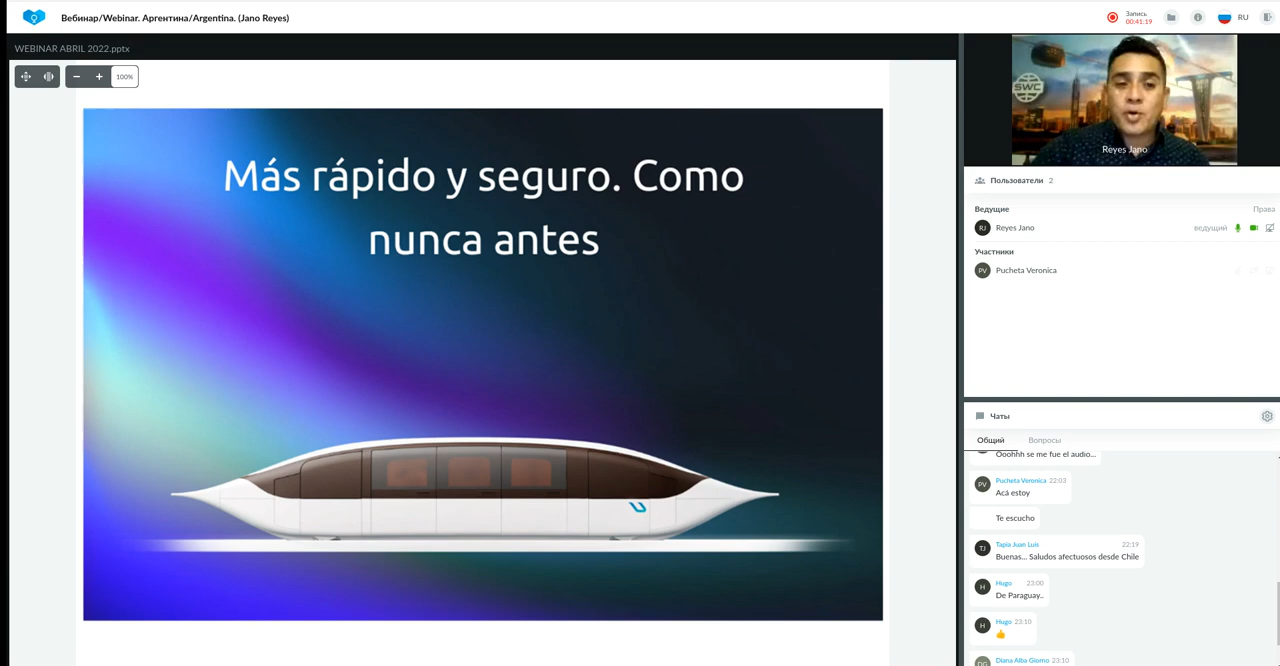 Вебинар/Webinar. Аргентина/Argentina. (Jano Reyes)
Запись
00:41:19
RU
WEBINAR ABRIL 2022.pptx
100%
Más rápido y seguro. Como
nunca antes
SWC
Reyes Jano
Пользователи 2
Ведущие
Права
RJ Reyes Jano ведущий
Участники
PV Pucheta Veronica
Чаты
Общий Вопросы
Ooohhh se me fue el audio...
PV Pucheta Veronica 22:03
Acá estoy
Te escucho
TJ Tapia Juan Luis 22:19
Buenas... Saludos afectuosos desde Chile
H Hugo 23:00
De Paraguay..
H Hugo 23:10
👍
DG Diana Alba Giorno 23:10